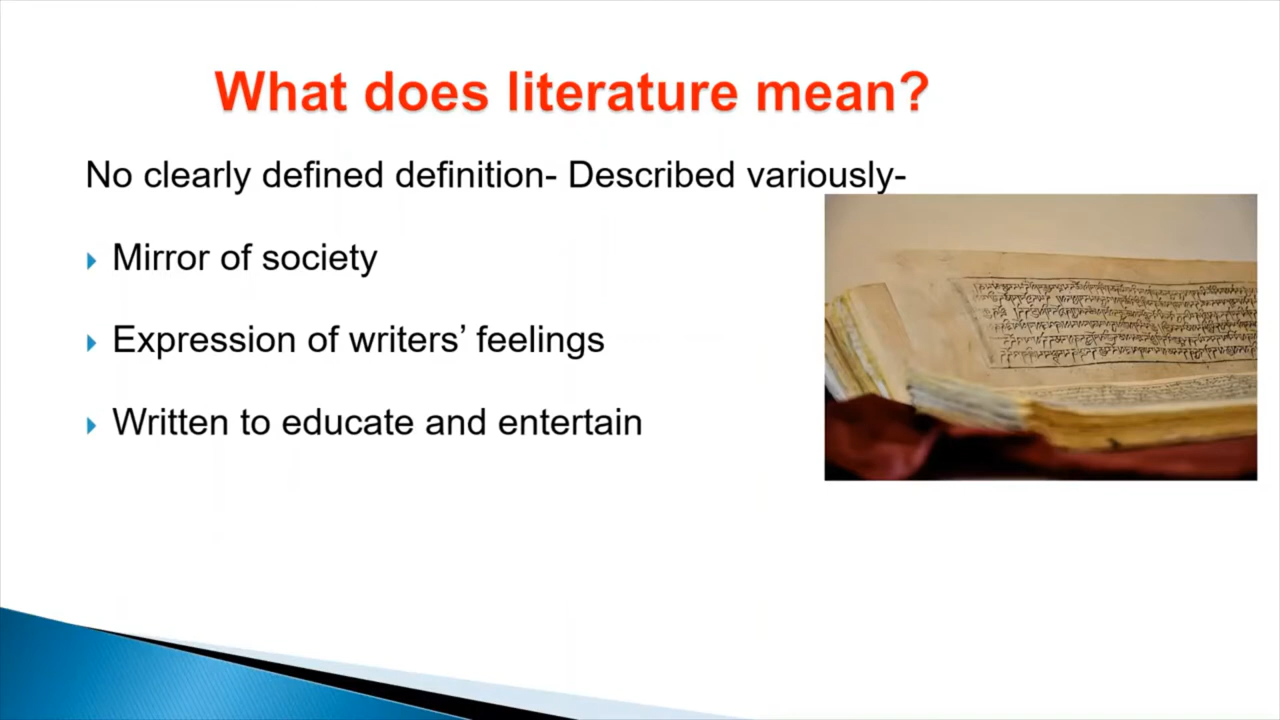 What does literature mean?
No clearly defined definition- Described variously-
Mirror of society
Expression of writers’ feelings
Written to educate and entertain